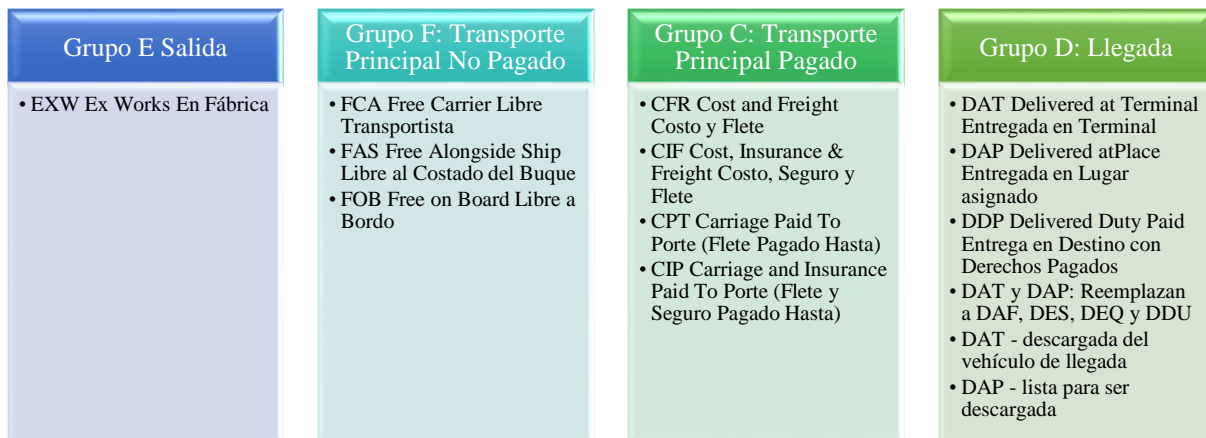 Grupo E Salida
• EXW Ex Works En Fábrica
Grupo F: Transporte
Principal No Pagado
• FCA Free Carrier Libre
Transportista
• FAS Free Alongside Ship
Libre al Costado del Buque
• FOB Free on Board Libre a
Bordo
Grupo C: Transporte
Principal Pagado
• CFR Cost and Freight
Costo y Flete
• CIF Cost, Insurance &
Freight Costo, Seguro y
Flete
• CPT Carriage Paid To
Porte (Flete Pagado Hasta)
• CIP Carriage and Insurance
Paid To Porte (Flete y
Seguro Pagado Hasta)
Grupo D: Llegada
• DAT Delivered at Terminal
Entregada en Terminal
• DAP Delivered atPlace
Entregada en Lugar
asignado
• DDP Delivered Duty Paid
Entrega en Destino con
Derechos Pagados
• DAT y DAP: Reemplazan
a DAF, DES, DEQ y DDU
• DAT - descargada del
vehículo de llegada
• DAP - lista para ser
descargada